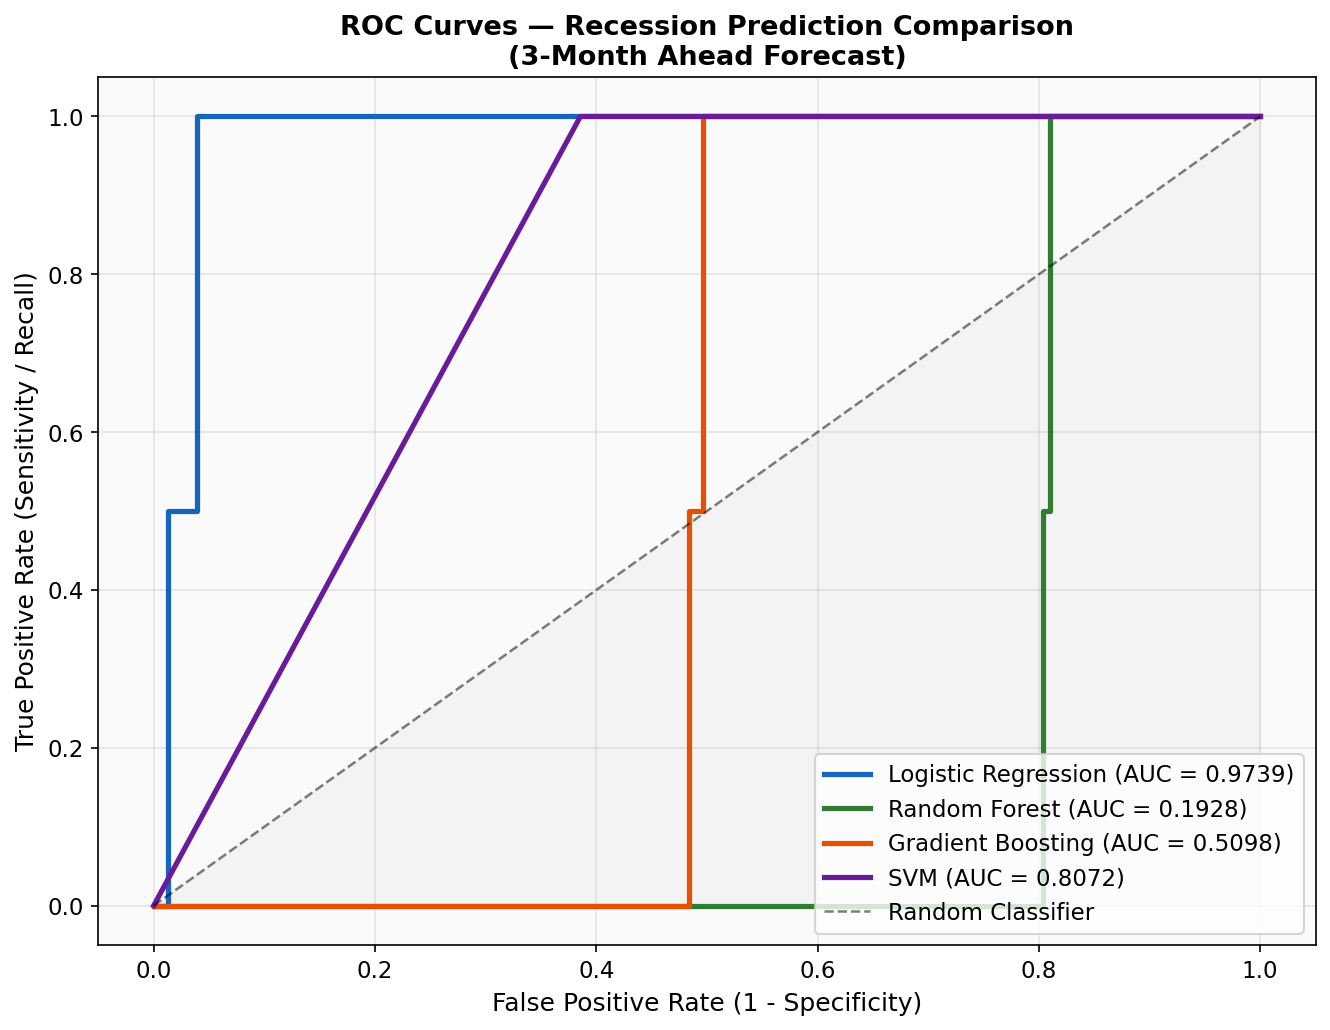 ROC Curves — Recession Prediction Comparison
(3-Month Ahead Forecast)
True Positive Rate (Sensitivity / Recall)
1.0
0.8
0.6
0.4
0.2
0.0
Logistic Regression (AUC = 0.9739)
Random Forest (AUC = 0.1928)
Gradient Boosting (AUC = 0.5098)
SVM (AUC = 0.8072)
Random Classifier
0.0 0.2 0.4 0.6 0.8 1.0
False Positive Rate (1 - Specificity)